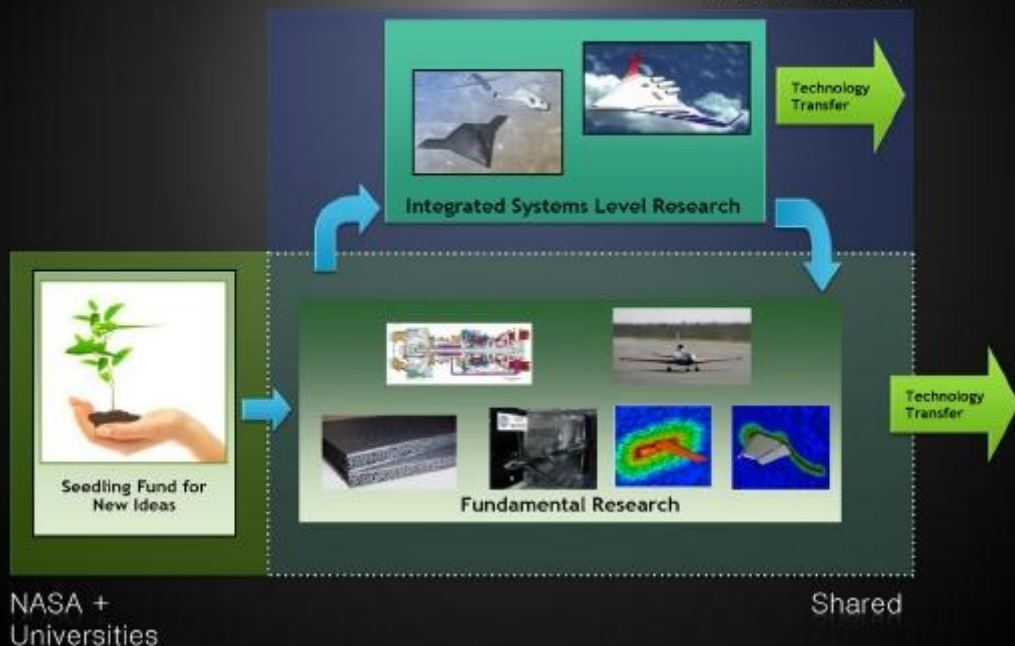 Technology
Transfer
Integrated Systems Level Research
Technology
Transfer
Seedling Fund for
New Ideas
Fundamental Research
NASA +
Universities
Shared